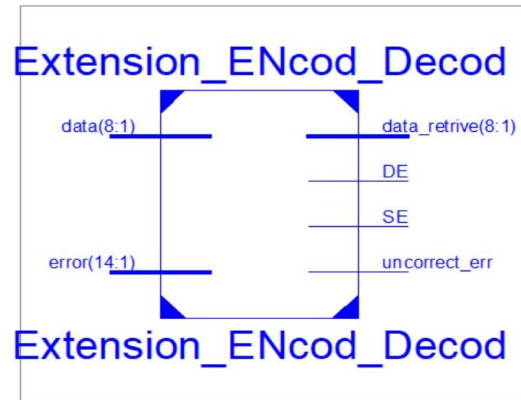 Extension_ENcod_Decod
data(8:1) data_retrive(8:1)
DE
SE
error(14:1) uncorrect_err
Extension_ENcod_Decod